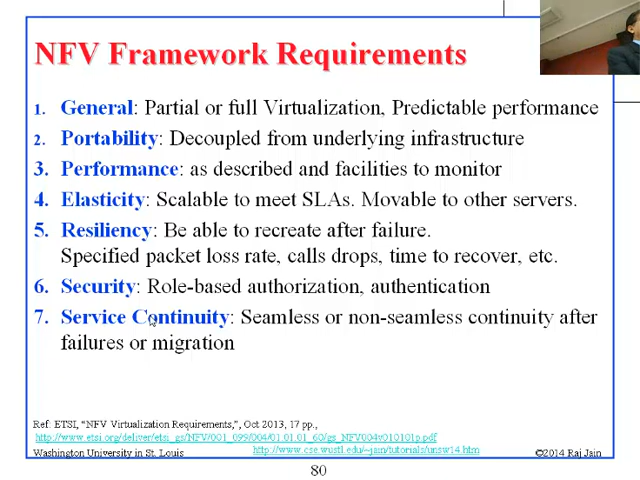 NFV Framework Requirements
1. General: Partial or full Virtualization, Predictable performance
2. Portability: Decoupled from underlying infrastructure
3. Performance: as described and facilities to monitor
4. Elasticity: Scalable to meet SLAs. Movable to other servers.
5. Resiliency: Be able to recreate after failure.
Specified packet loss rate, calls drops, time to recover, etc.
6. Security: Role-based authorization, authentication
7. Service Continuity: Seamless or non-seamless continuity after
failures or migration
Ref: ETSI, “NFV Virtualization Requirements,”, Oct 2013, 17 pp.,
http://www.etsi.org/deliver/etsi_gs/NFV/001_099/004/01.01.01_60/gs_NFV004v010101p.pdf
Washington University in St. Louis http://www.cse.wustl.edu/~jain/tutorials/unsw14.htm ©2014 Raj Jain
80